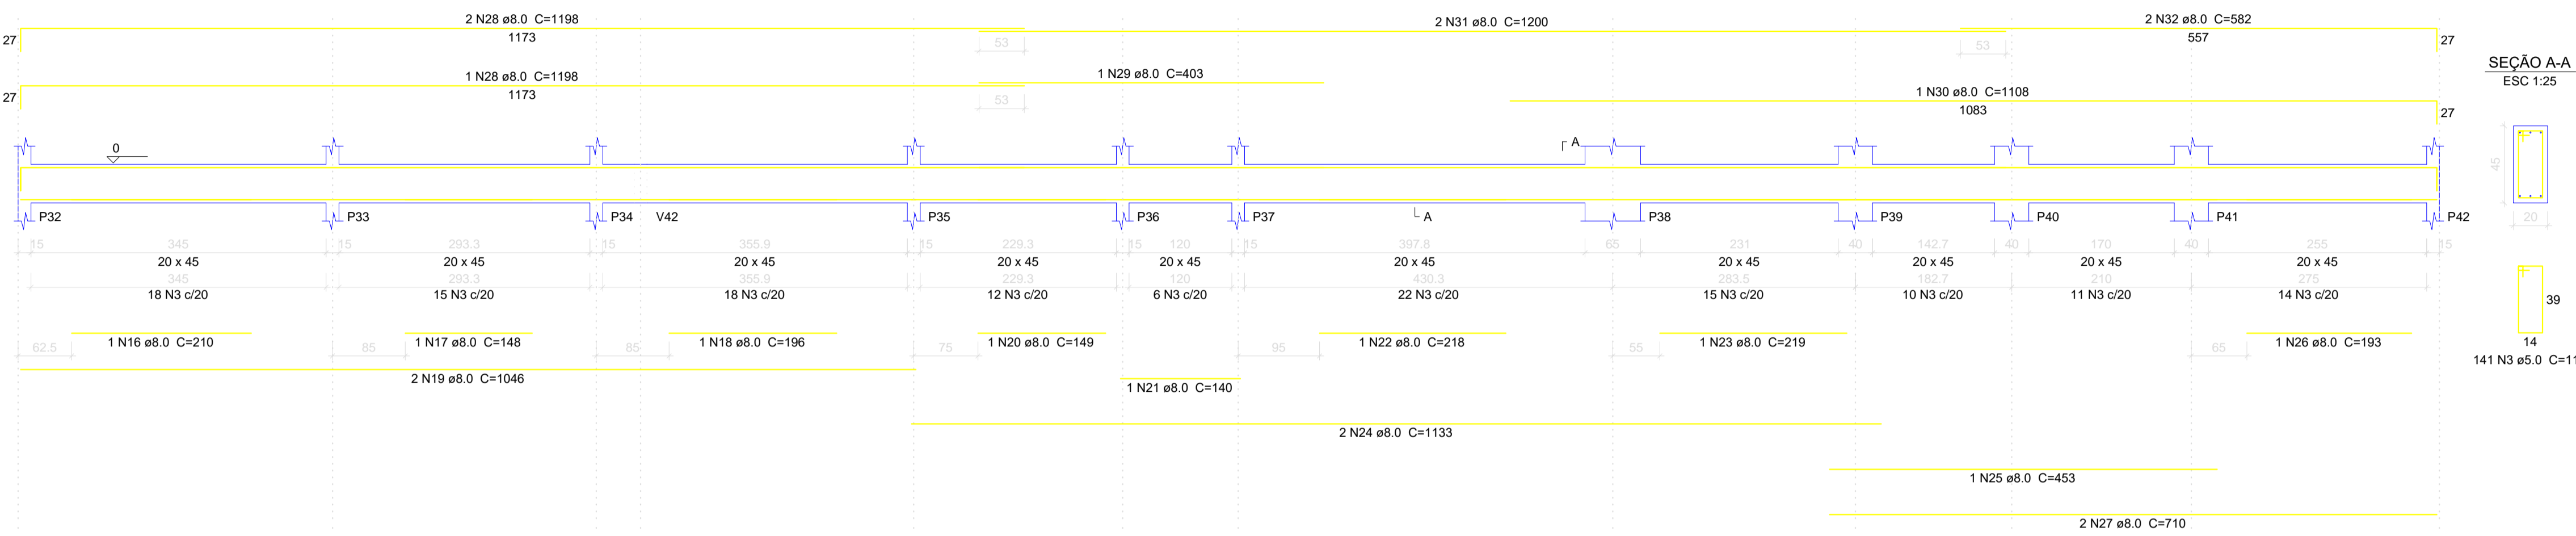 2 N28 ø8.0 C=1198
2 N31 ø8.0 C=1200
2 N32 ø8.0 C=582
27
1173
53
53
557
27
SEÇÃO A-A
ESC 1:25
1 N28 ø8.0 C=1198
1 N29 ø8.0 C=403
27
1173
53
1 N30 ø8.0 C=1108
1083
27
0
A
45
20
P32
P33
P34
V42
P35
P36
P37
A
P38
P39
P40
P41
P42
15 345 15 293.3 15 355.9 15 229.3 15 120 15 397.8 65 231 40 142.7 40 170 40 255 15
20 x 45 20 x 45 20 x 45 20 x 45 20 x 45 20 x 45 20 x 45 20 x 45 20 x 45 20 x 45
345 293.3 355.9 229.3 120 430.3 283.5 182.7 210 275
18 N3 c/20 15 N3 c/20 18 N3 c/20 12 N3 c/20 6 N3 c/20 22 N3 c/20 15 N3 c/20 10 N3 c/20 11 N3 c/20 14 N3 c/20
39
14
141 N3 ø5.0 C=11
62.5
1 N16 ø8.0 C=210
85
1 N17 ø8.0 C=148
85
1 N18 ø8.0 C=196
75
1 N20 ø8.0 C=149
95
1 N22 ø8.0 C=218
55
1 N23 ø8.0 C=219
65
1 N26 ø8.0 C=193
2 N19 ø8.0 C=1046
1 N21 ø8.0 C=140
2 N24 ø8.0 C=1133
1 N25 ø8.0 C=453
2 N27 ø8.0 C=710